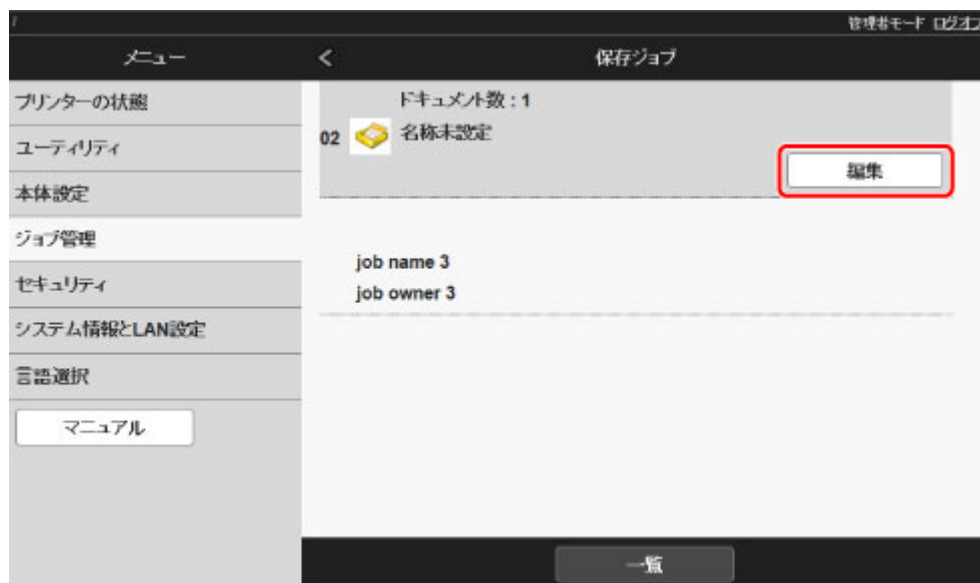 管理者モード ログオフ
メニュー
< 保存ジョブ
プリンターの状態
ユーティリティ
本体設定
ジョブ管理
セキュリティ
システム情報とLAN設定
言語選択
マニュアル
ドキュメント数 : 1
02 名称未設定
編集
job name 3
job owner 3
一覧